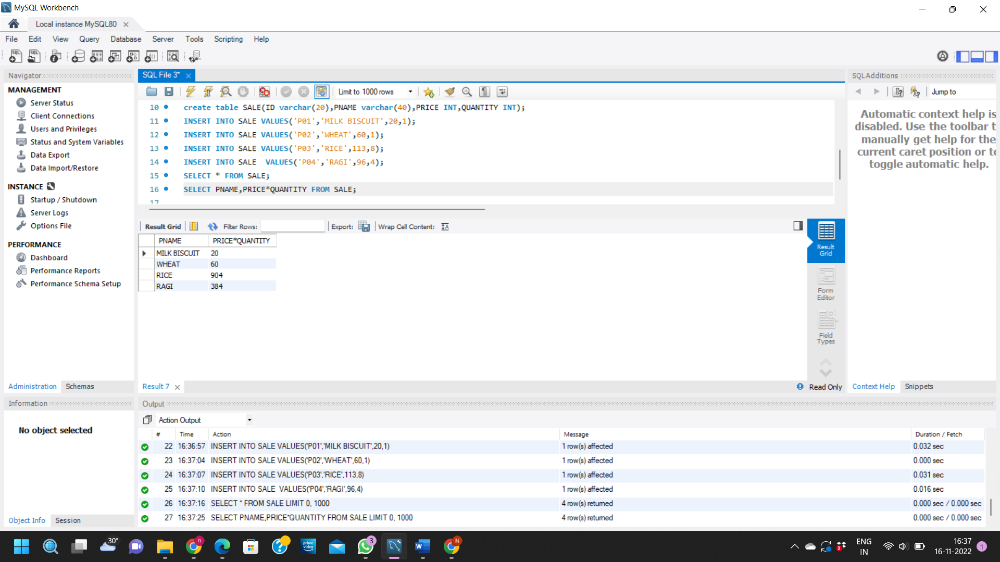 MySQL Workbench
Local instance MySQL80
File Edit View Query Database Server Tools Scripting Help
Navigator
MANAGEMENT
Server Status
Client Connections
Users and Privileges
Status and System Variables
Data Export
Data Import/Restore
INSTANCE
Startup / Shutdown
Server Logs
Options File
PERFORMANCE
Dashboard
Performance Reports
Performance Schema Setup
Administration Schemas
Information
No object selected
Object Info Session
SQL File 3*
Limit to 1000 rows
10 create table SALE(ID varchar(20),PNAME varchar(40),PRICE INT,QUANTITY INT);
11 INSERT INTO SALE VALUES('P01','MILK BISCUIT',20,1);
12 INSERT INTO SALE VALUES('P02','WHEAT',60,1);
13 INSERT INTO SALE VALUES('P03','RICE',113,8);
14 INSERT INTO SALE  VALUES('P04','RAGI',96,4);
15 SELECT * FROM SALE;
16 SELECT PNAME,PRICE*QUANTITY FROM SALE;
17
Result Grid Filter Rows: Export: Wrap Cell Content:
PNAME PRICE*QUANTITY
MILK BISCUIT 20
WHEAT 60
RICE 904
RAGI 384
Result
Grid
Form
Editor
Field
Types
Result 7 Read Only
SQLAdditions
Jump to
Automatic context help is
disabled. Use the toolbar t
manually get help for the
current caret position or to
toggle automatic help.
Context Help Snippets
Output
Action Output
# Time Action Message Duration / Fetch
22 16:36:57 INSERT INTO SALE VALUES('P01','MILK BISCUIT',20,1) 1 row(s) affected 0.032 sec
23 16:37:04 INSERT INTO SALE VALUES('P02','WHEAT',60,1) 1 row(s) affected 0.000 sec
24 16:37:07 INSERT INTO SALE VALUES('P03','RICE',113,8) 1 row(s) affected 0.031 sec
25 16:37:10 INSERT INTO SALE  VALUES('P04','RAGI',96,4) 1 row(s) affected 0.016 sec
26 16:37:16 SELECT * FROM SALE LIMIT 0, 1000 4 row(s) returned 0.000 sec / 0.000 sec
27 16:37:25 SELECT PNAME,PRICE*QUANTITY FROM SALE LIMIT 0, 1000 4 row(s) returned 0.000 sec / 0.000 sec
30°
n
prime
video
3
W
N
3
ENG
IN
16:37
16-11-2022
1